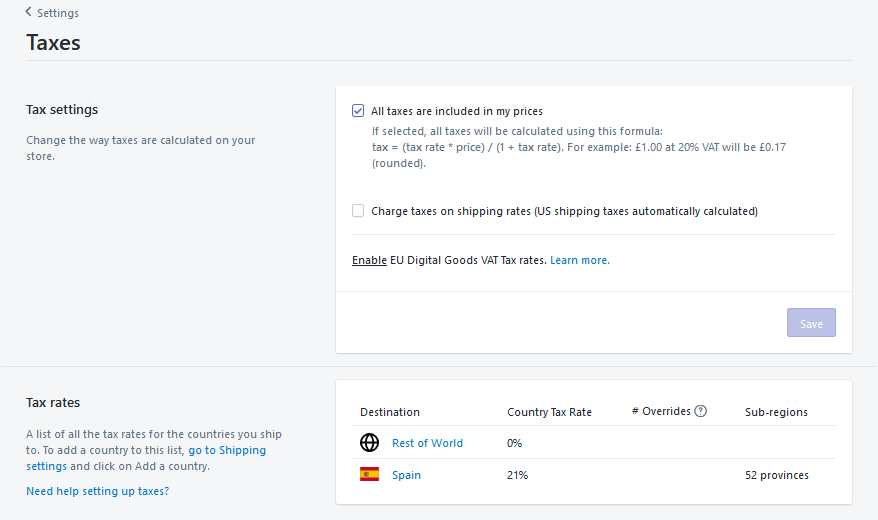 Settings
Taxes
Tax settings
Change the way taxes are calculated on your
store.
All taxes are included in my prices
If selected, all taxes will be calculated using this formula:
tax = (tax rate * price) / (1 + tax rate). For example: £1.00 at 20% VAT will be £0.17
(rounded).
Charge taxes on shipping rates (US shipping taxes automatically calculated)
Enable EU Digital Goods VAT Tax rates. Learn more.
Save
Tax rates
A list of all the tax rates for the countries you ship
to. To add a country to this list, go to Shipping
settings and click on Add a country.
Need help setting up taxes?
Destination Country Tax Rate # Overrides ? Sub-regions
Rest of World 0%
Spain 21% 52 provinces